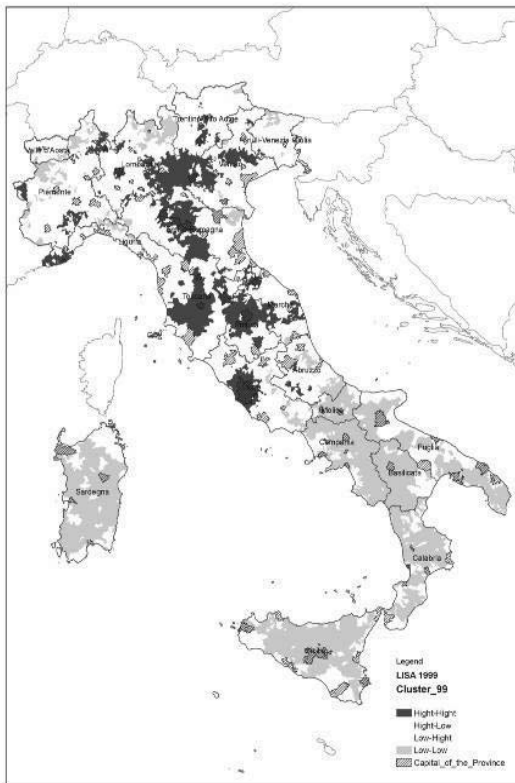 Trentino Alto Adige
Valle d'Aosta
Friuli-Venezia Giulia
Lombardia
Veneto
Piemonte
Emilia-Romagna
Liguria
Toscana
Marche
Umbria
Abruzzo
Molise
Campania
Puglia
Basilicata
Sardegna
Calabria
Sicilia
Legend
LISA 1999
Cluster_99
Hight-Hight
Hight-Low
Low-Hight
Low-Low
Capital_of_the_Province